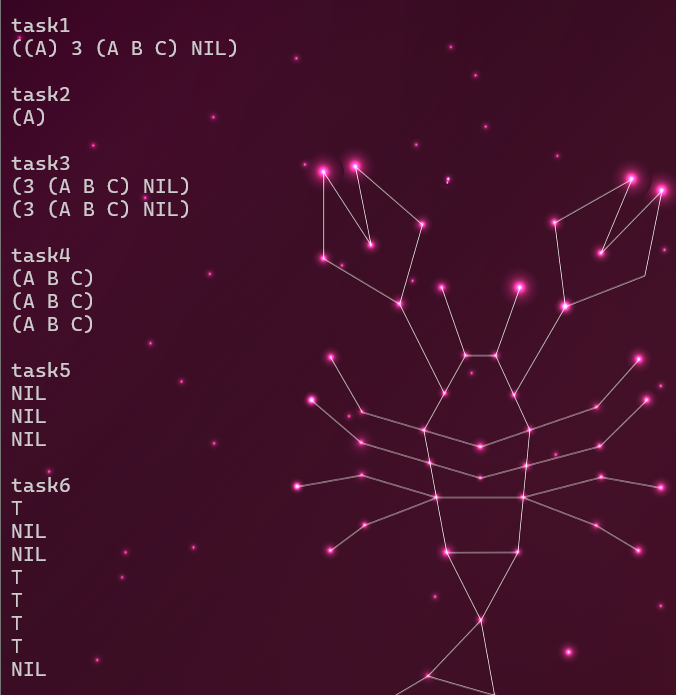 task1
((A) 3 (A B C) NIL)
task2
(A)
task3
(3 (A B C) NIL)
(3 (A B C) NIL)
task4
(A B C)
(A B C)
(A B C)
task5
NIL
NIL
NIL
task6
T
NIL
NIL
T
T
T
T
NIL